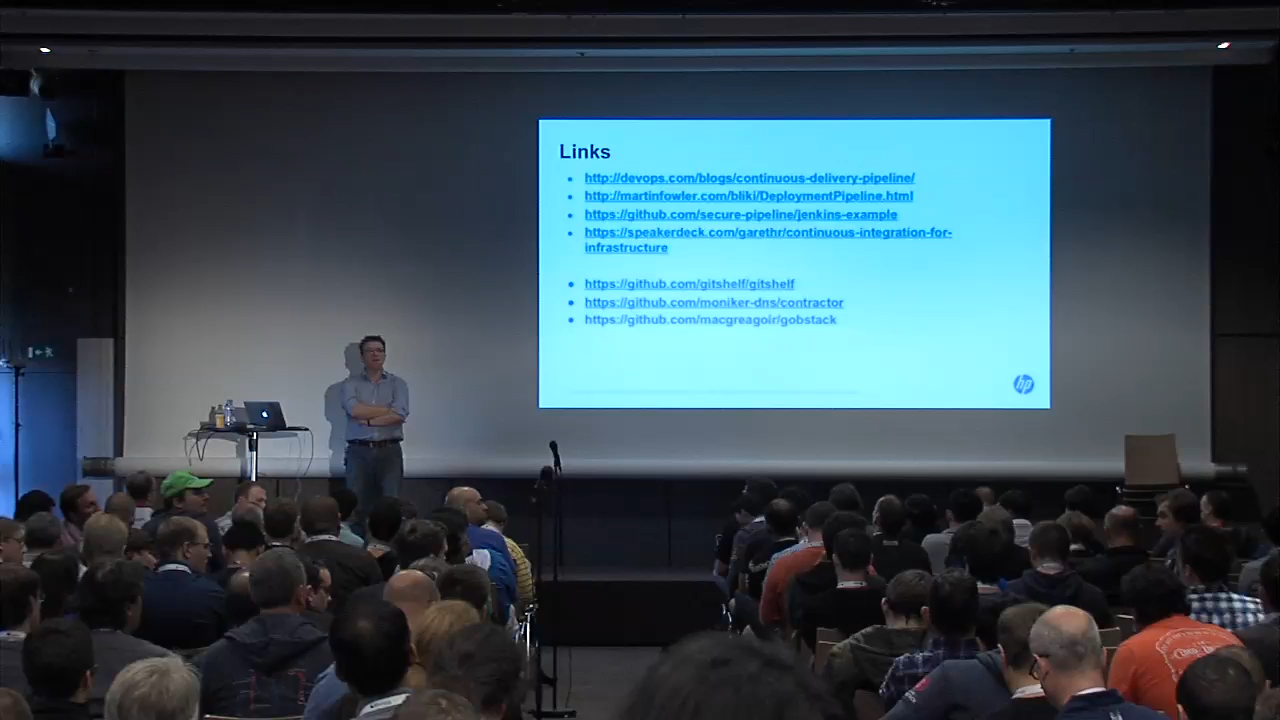 Links
http://devops.com/blogs/continuous-delivery-pipeline/
http://martinfowler.com/bliki/DeploymentPipeline.html
https://github.com/secure-pipeline/jenkins-example
https://speakerdeck.com/garethr/continuous-integration-for-
infrastructure
https://github.com/gitshelf/gitshelf
https://github.com/moniker-dns/contractor
https://github.com/macgreagoir/gobstack
hp